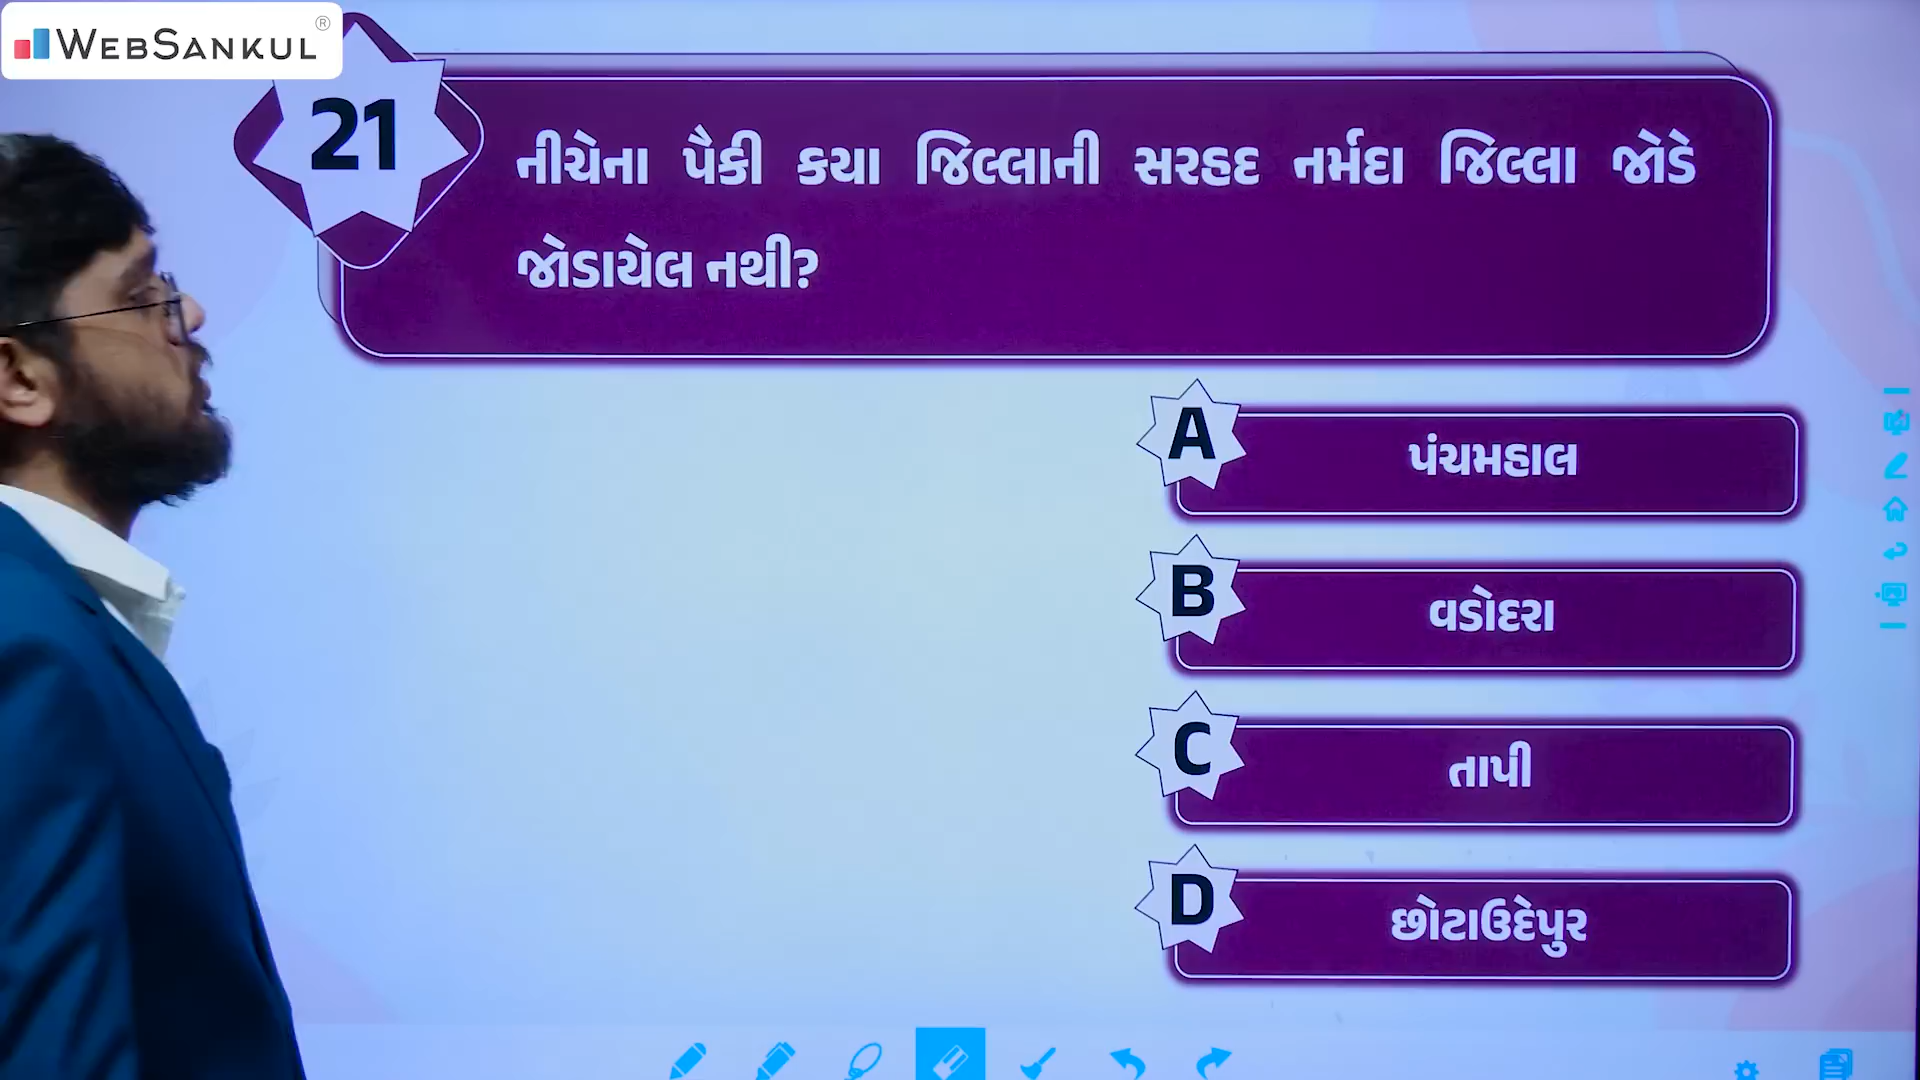 WEBSANKUL®
21
નીચેના પૈકી કયા જિલ્લાની સરહદ નર્મદા જિલ્લા જોડે
જોડાયેલ નથી?
A
પંચમહાલ
B
વડોદરા
C
તાપી
D
છોટાઉદેપુર